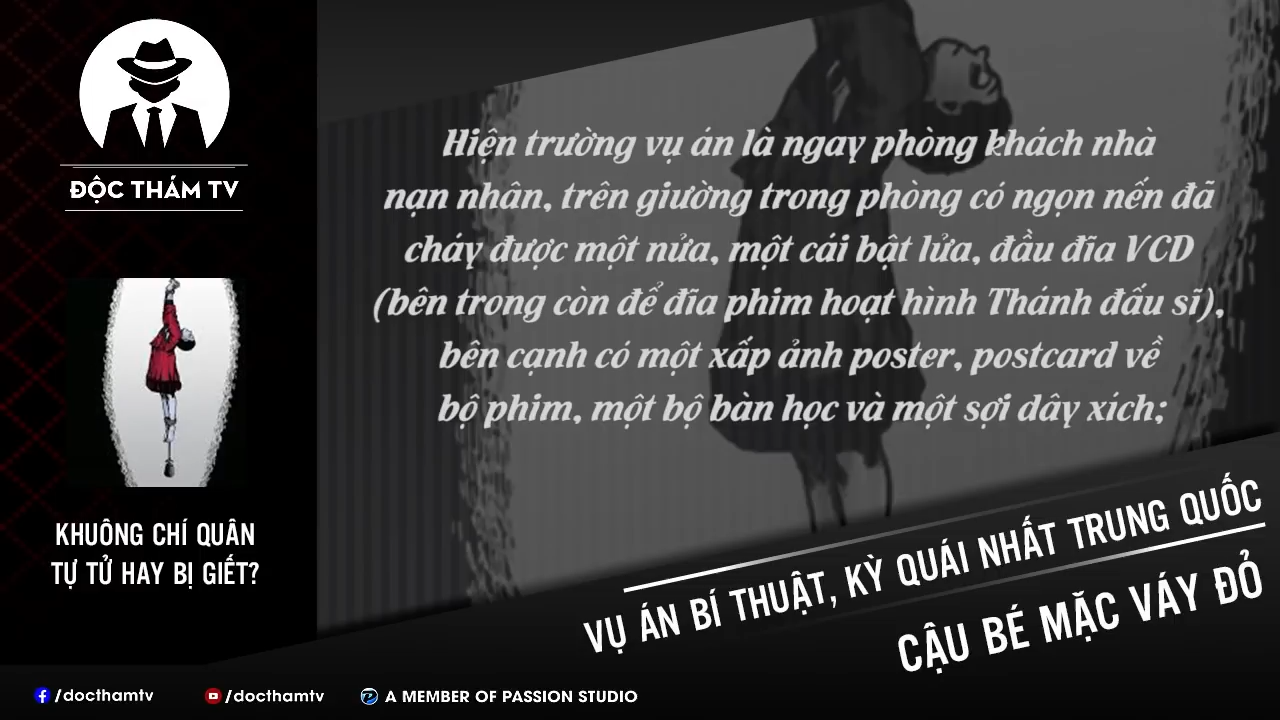 ĐỘC THÁM TV
KHUÔNG CHÍ QUÂN
TỰ TỬ HAY BỊ GIẾT?
Hiện trường vụ án là ngay phòng khách nhà
nạn nhân, trên giường trong phòng có ngọn nến đã
cháy được một nửa, một cái bật lửa, đầu đĩa VCD
(bên trong còn để đĩa phim hoạt hình Thánh đấu sĩ),
bên cạnh có một xấp ảnh poster, postcard về
bộ phim, một bộ bàn học và một sợi dây xích;
VỤ ÁN BÍ THUẬT, KỲ QUÁI NHẤT TRUNG QUỐC
CẬU BÉ MẶC VÁY ĐỎ
/docthamtv
/docthamtv
A MEMBER OF PASSION STUDIO